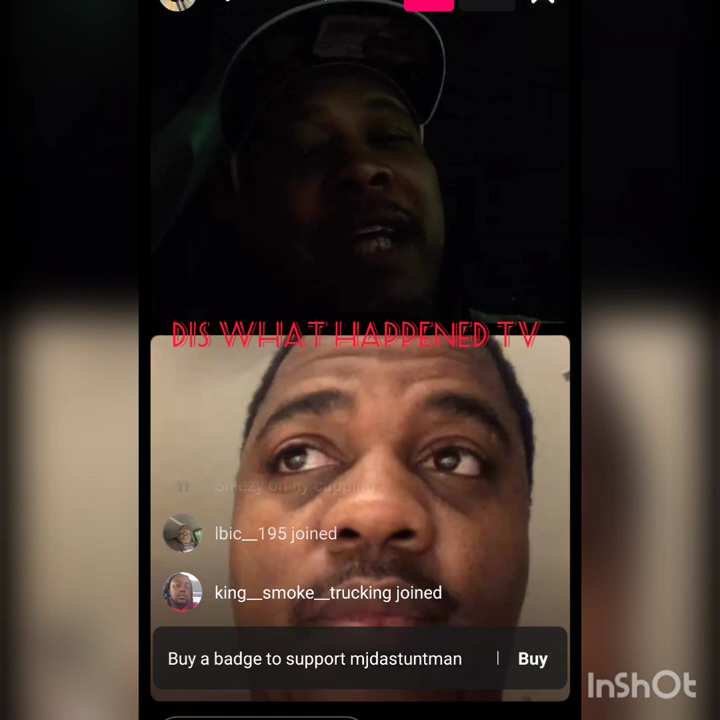 DIS WHAT HAPPENED TV
lbic__195 joined
king__smoke__trucking joined
Buy a badge to support mjdastuntman | Buy
InShOt